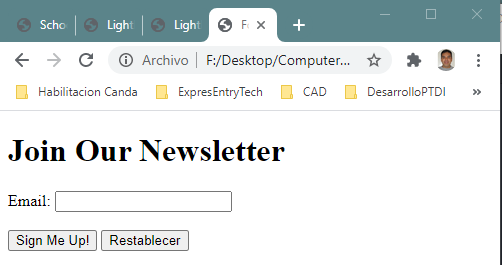 Scho
Light
Light
Fo
Archivo | F:/Desktop/Computer...
Habilitacion Canda
ExpresEntryTech
CAD
DesarrolloPTDI
»
Join Our Newsletter
Email:
Sign Me Up!
Restablecer